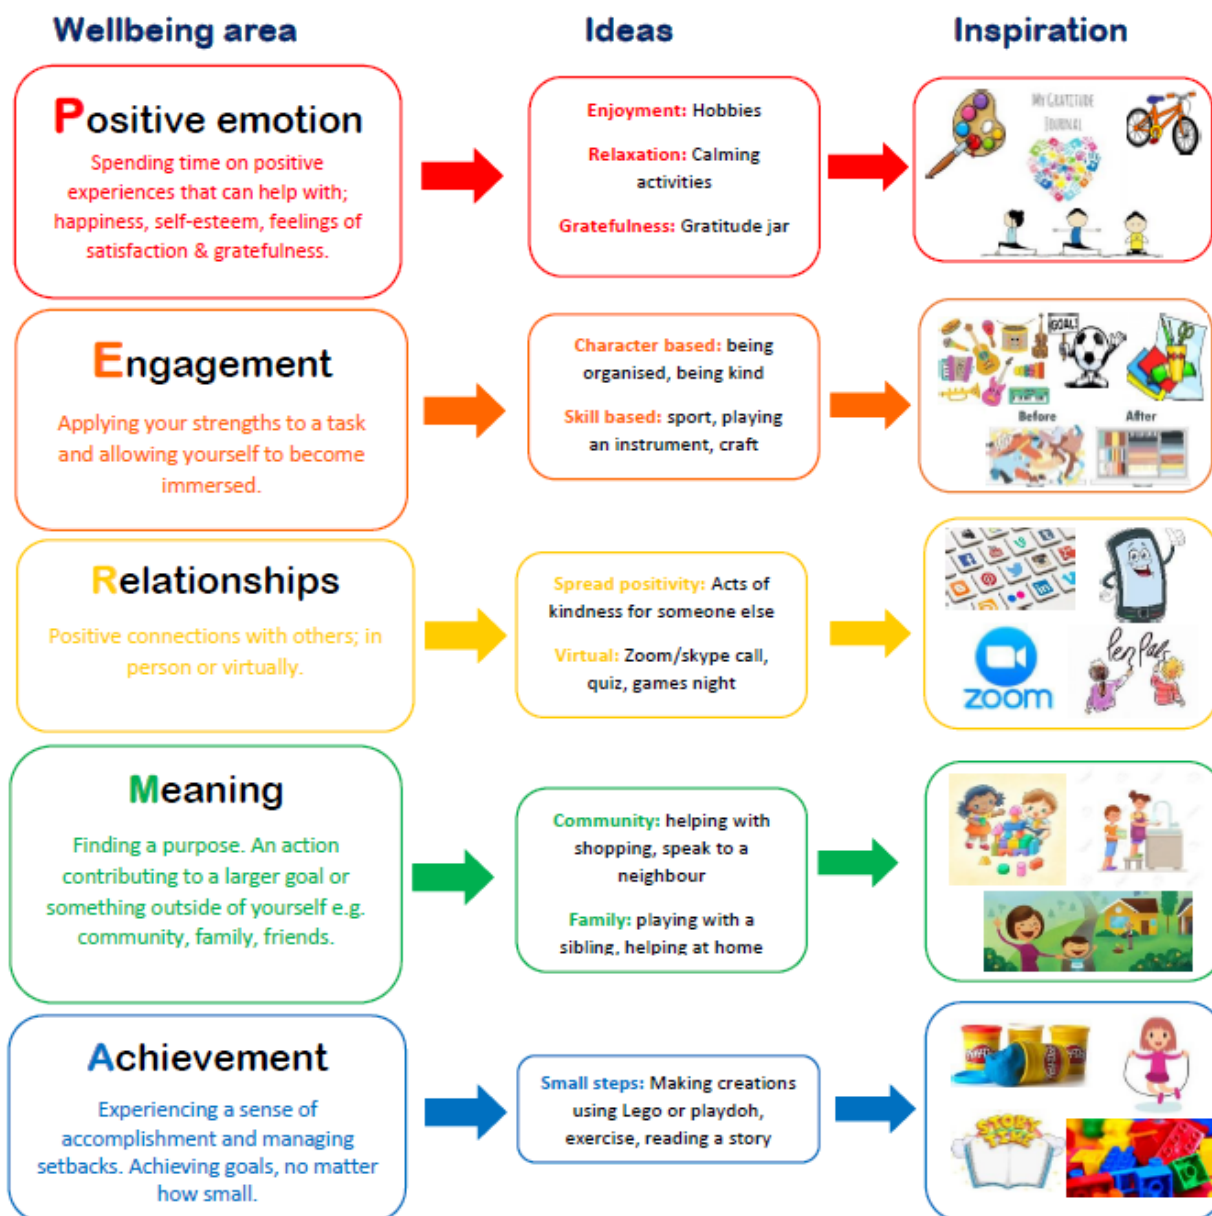 Wellbeing area
Ideas
Inspiration
Positive emotion
Spending time on positive
experiences that can help with;
happiness, self-esteem, feelings of
satisfaction & gratefulness.
Enjoyment: Hobbies
Relaxation: Calming
activities
Gratefulness: Gratitude jar
MY GRATITUDE
JOURNAL
Engagement
Applying your strengths to a task
and allowing yourself to become
immersed.
Character based: being
organised, being kind
Skill based: sport, playing
an instrument, craft
GOAL!
Before
After
Relationships
Positive connections with others; in
person or virtually.
Spread positivity: Acts of
kindness for someone else
Virtual: Zoom/skype call,
quiz, games night
zoom
Pen Pals
Meaning
Finding a purpose. An action
contributing to a larger goal or
something outside of yourself e.g.
community, family, friends.
Community: helping with
shopping, speak to a
neighbour
Family: playing with a
sibling, helping at home
Achievement
Experiencing a sense of
accomplishment and managing
setbacks. Achieving goals, no matter
how small.
Small steps: Making creations
using Lego or playdoh,
exercise, reading a story
STORY
TIME